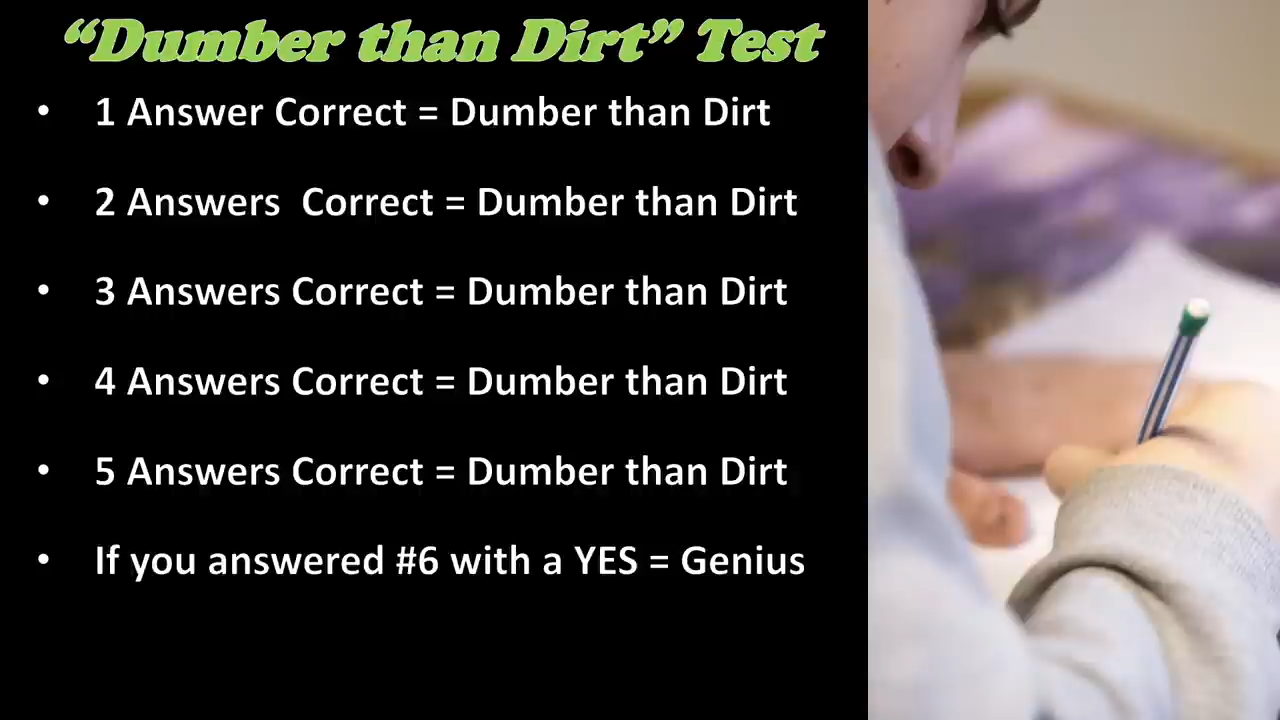 “Dumber than Dirt” Test
• 1 Answer Correct = Dumber than Dirt
• 2 Answers  Correct = Dumber than Dirt
• 3 Answers Correct = Dumber than Dirt
• 4 Answers Correct = Dumber than Dirt
• 5 Answers Correct = Dumber than Dirt
• If you answered #6 with a YES = Genius